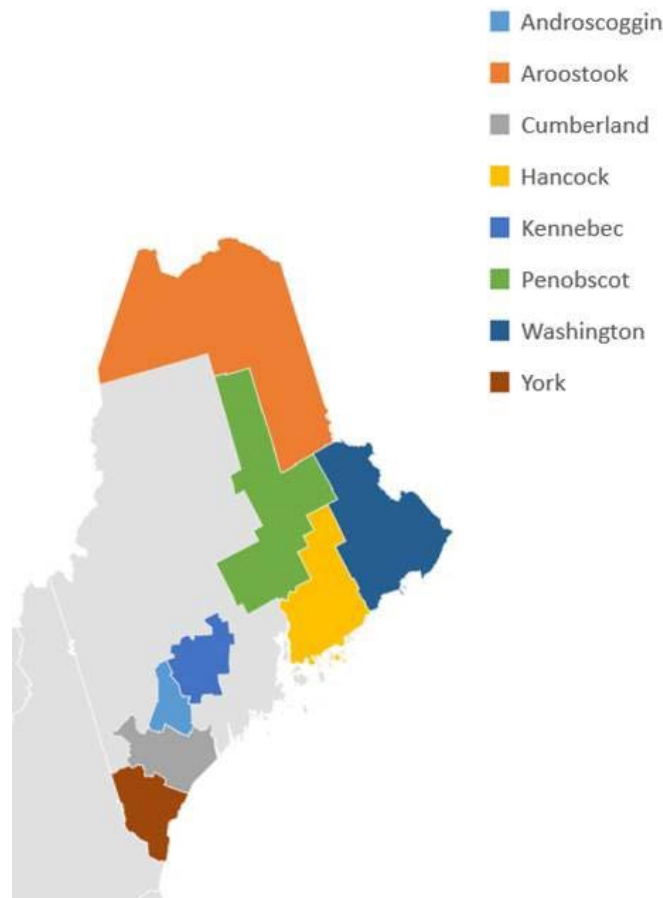 Androscoggin
Aroostook
Cumberland
Hancock
Kennebec
Penobscot
Washington
York